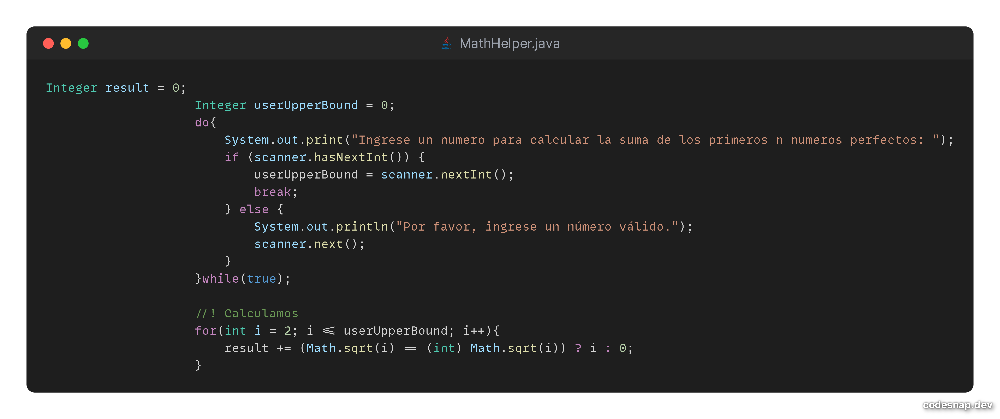 MathHelper.java
Integer result = 0;
Integer userUpperBound = 0;
do{
System.out.print("Ingrese un numero para calcular la suma de los primeros n numeros perfectos: ");
if (scanner.hasNextInt()) {
userUpperBound = scanner.nextInt();
break;
} else {
System.out.println("Por favor, ingrese un número válido.");
scanner.next();
}
}while(true);
//! Calculamos
for(int i = 2; i <= userUpperBound; i++){
result += (Math.sqrt(i) == (int) Math.sqrt(i)) ? i : 0;
}
codesnap.dev